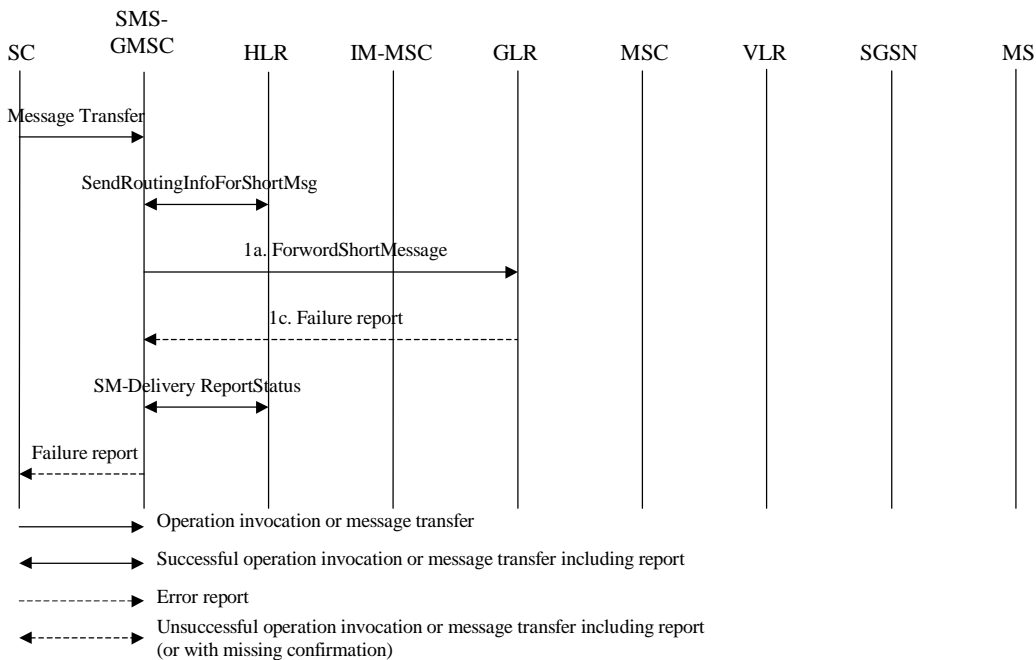 SMS-
GMSC
SC HLR IM-MSC GLR MSC VLR SGSN MS
Message Transfer
SendRoutingInfoForShortMsg
1a. ForwordShortMessage
1c. Failure report
SM-Delivery ReportStatus
Failure report
Operation invocation or message transfer
Successful operation invocation or message transfer including report
Error report
Unsuccessful operation invocation or message transfer including report
(or with missing confirmation)